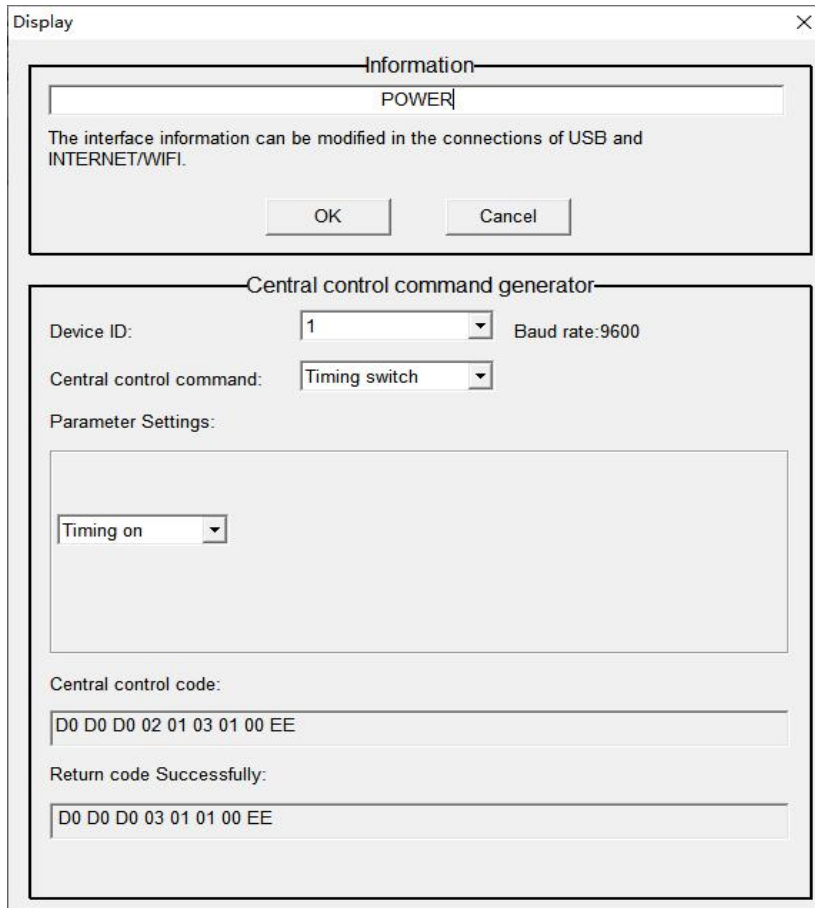 Display
Information
POWER
The interface information can be modified in the connections of USB and
INTERNET/WIFI.
OK Cancel
Central control command generator
Device ID: 1 Baud rate:9600
Central control command: Timing switch
Parameter Settings:
Timing on
Central control code:
D0 D0 D0 02 01 03 01 00 EE
Return code Successfully:
D0 D0 D0 03 01 01 00 EE